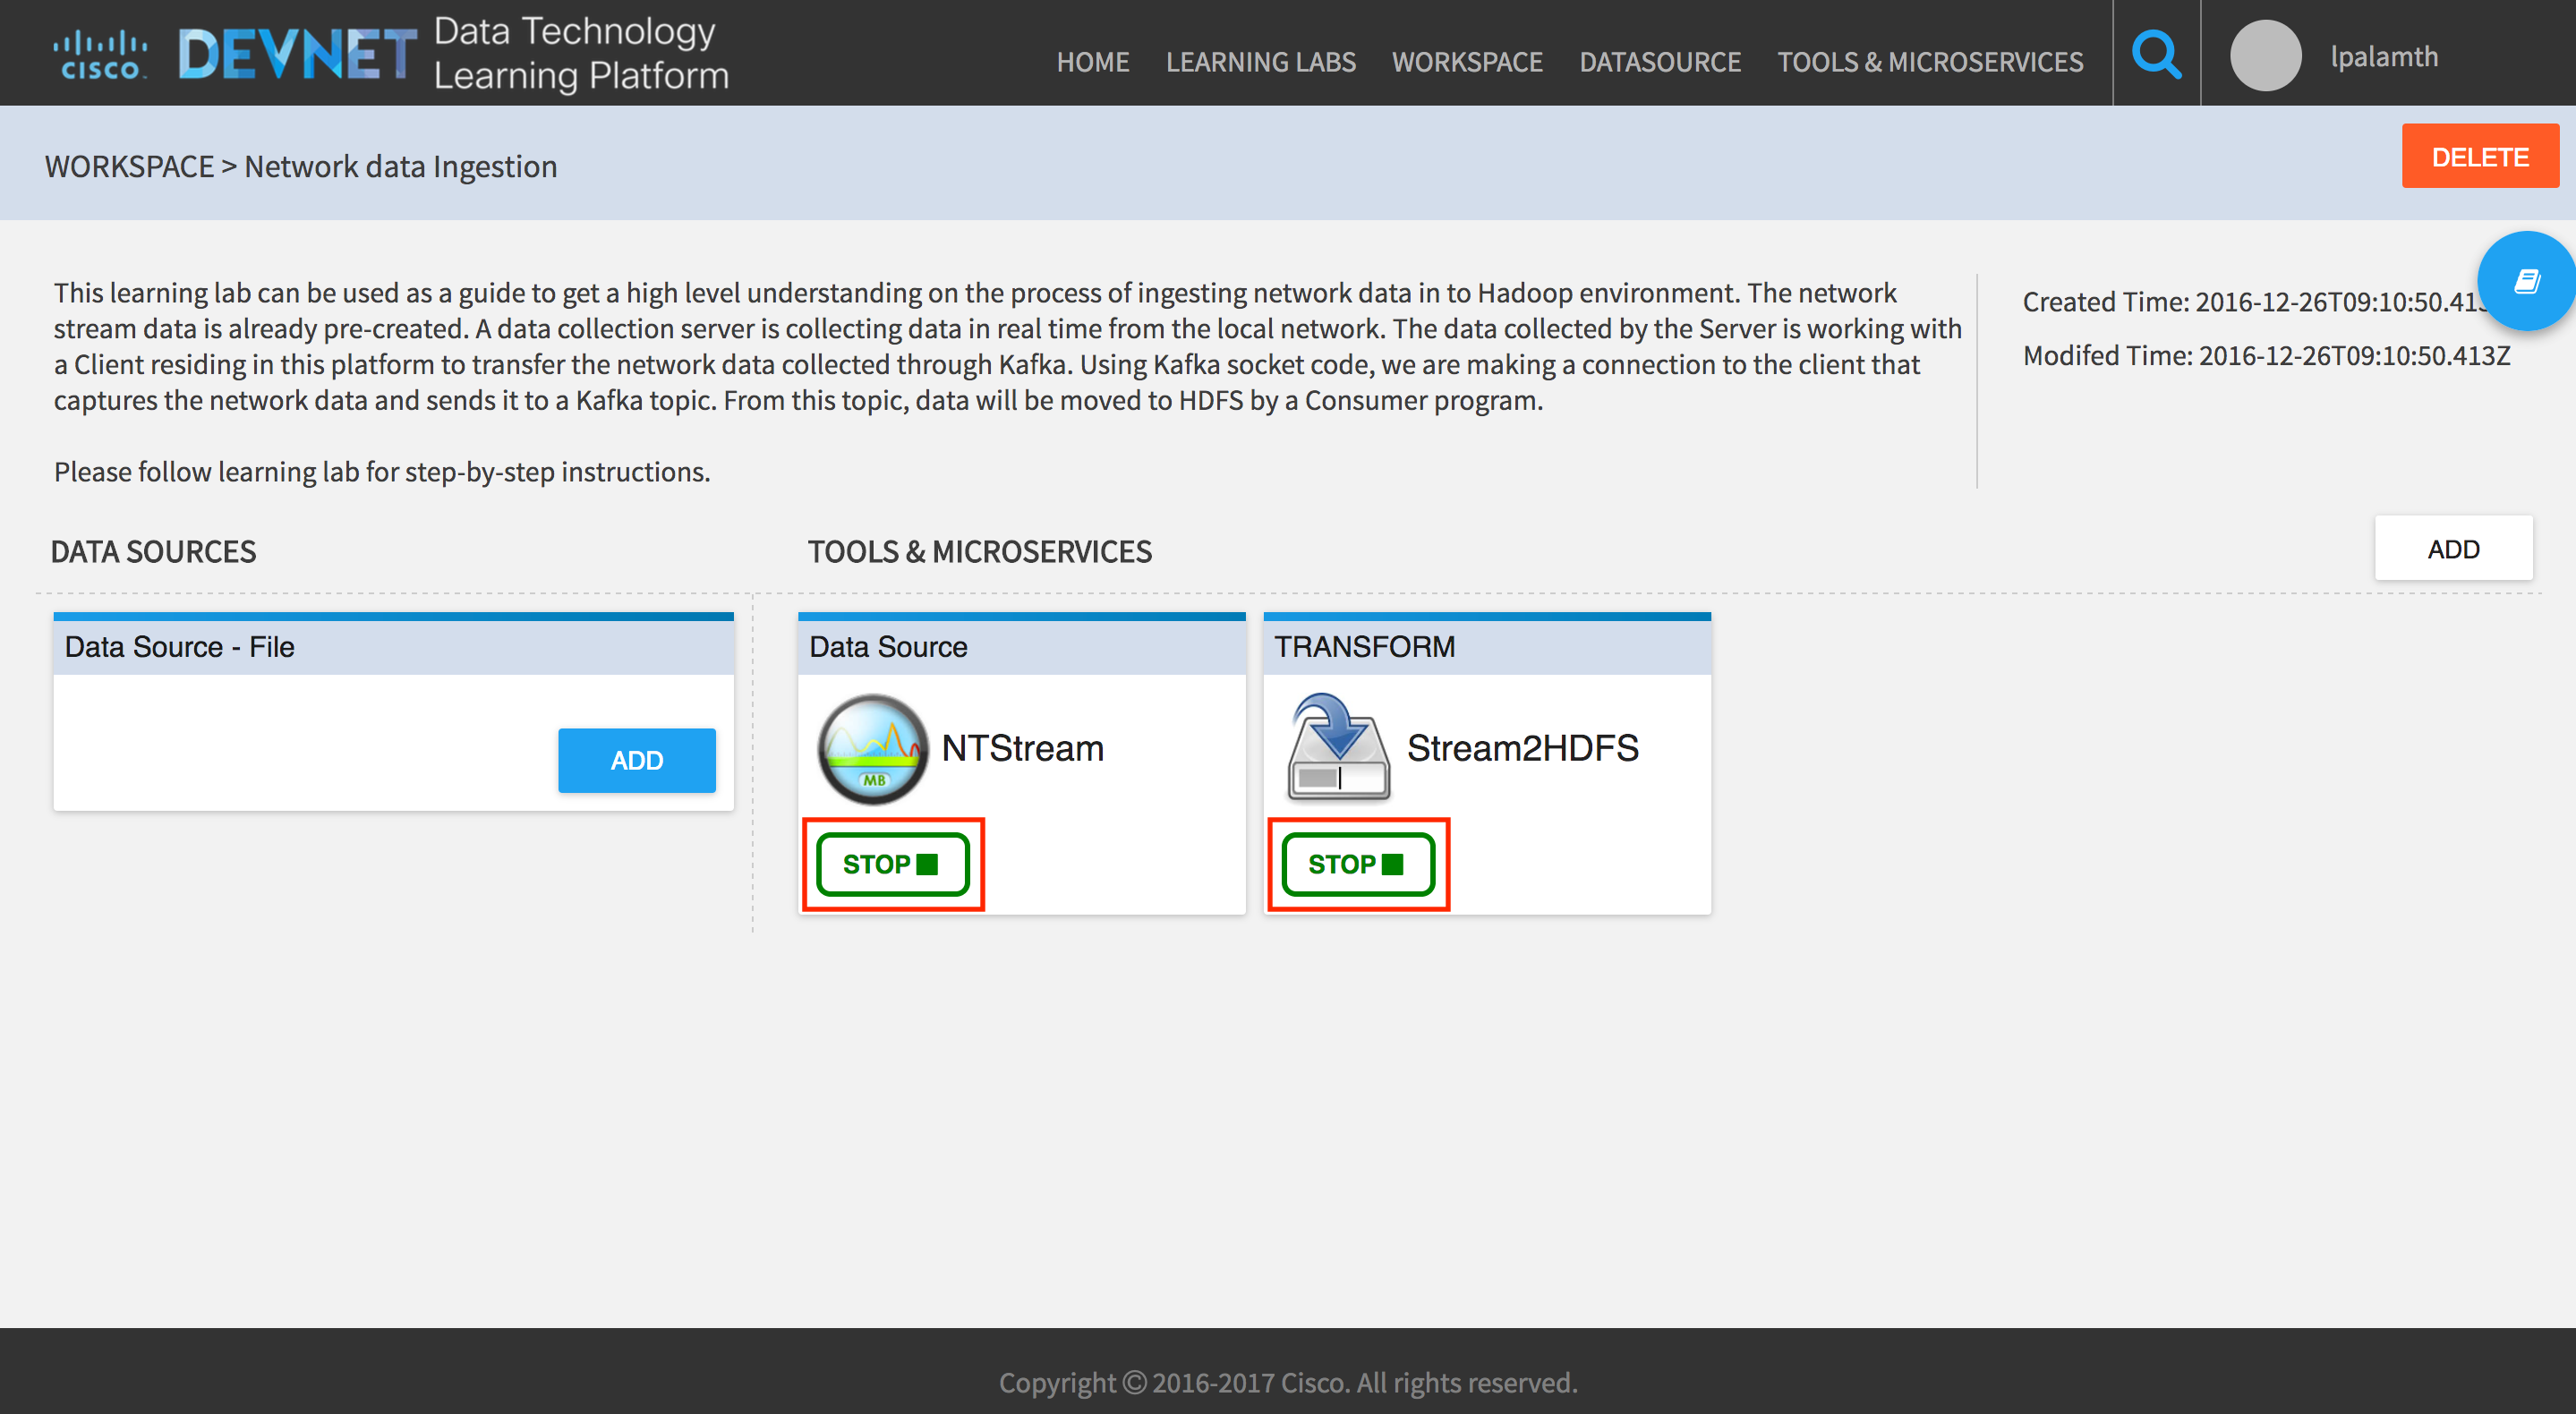 CISCO
DEVNET
Data Technology
Learning Platform
HOME
LEARNING LABS
WORKSPACE
DATASOURCE
TOOLS & MICROSERVICES
lpalamth
WORKSPACE > Network data Ingestion
DELETE
This learning lab can be used as a guide to get a high level understanding on the process of ingesting network data in to Hadoop environment. The network
stream data is already pre-created. A data collection server is collecting data in real time from the local network. The data collected by the Server is working with
a Client residing in this platform to transfer the network data collected through Kafka. Using Kafka socket code, we are making a connection to the client that
captures the network data and sends it to a Kafka topic. From this topic, data will be moved to HDFS by a Consumer program.
Please follow learning lab for step-by-step instructions.
Created Time: 2016-12-26T09:10:50.41
Modifed Time: 2016-12-26T09:10:50.413Z
DATA SOURCES
TOOLS & MICROSERVICES
ADD
Data Source - File
ADD
Data Source
MB
NTStream
STOP
TRANSFORM
Stream2HDFS
STOP
Copyright © 2016-2017 Cisco. All rights reserved.